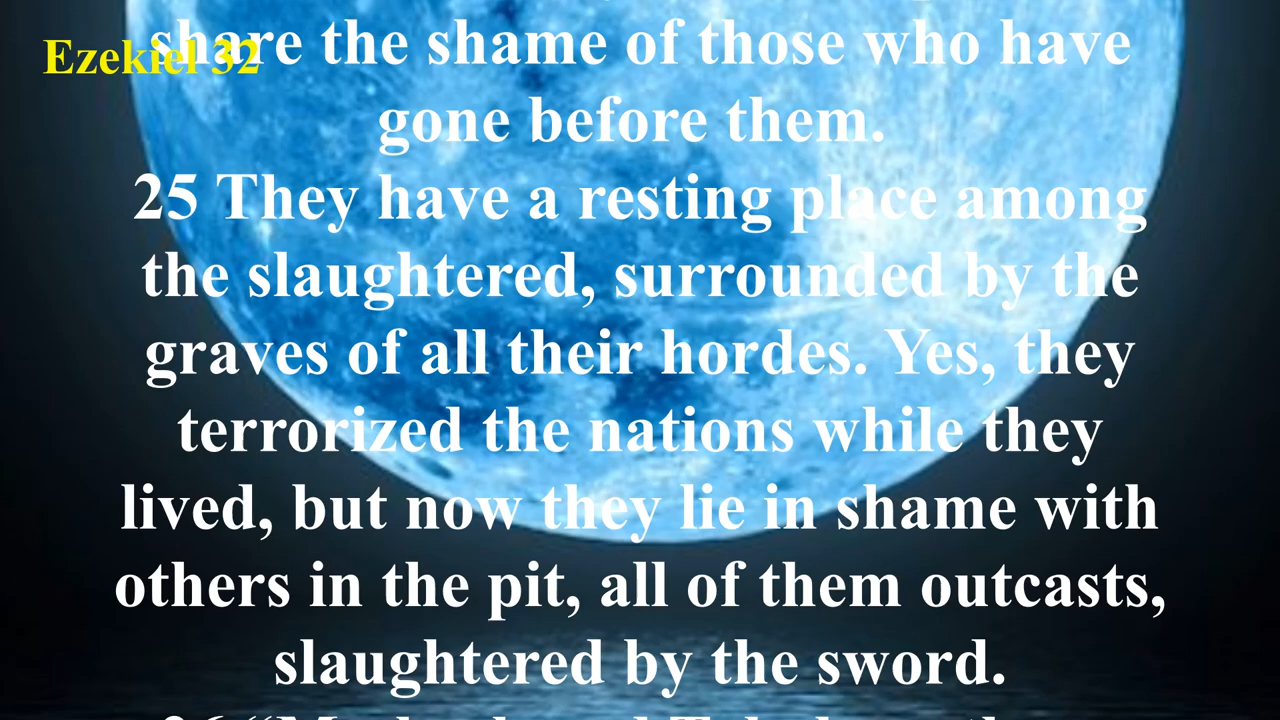 Ezekiel 32
share the shame of those who have
gone before them.
25 They have a resting place among
the slaughtered, surrounded by the
graves of all their hordes. Yes, they
terrorized the nations while they
lived, but now they lie in shame with
others in the pit, all of them outcasts,
slaughtered by the sword.